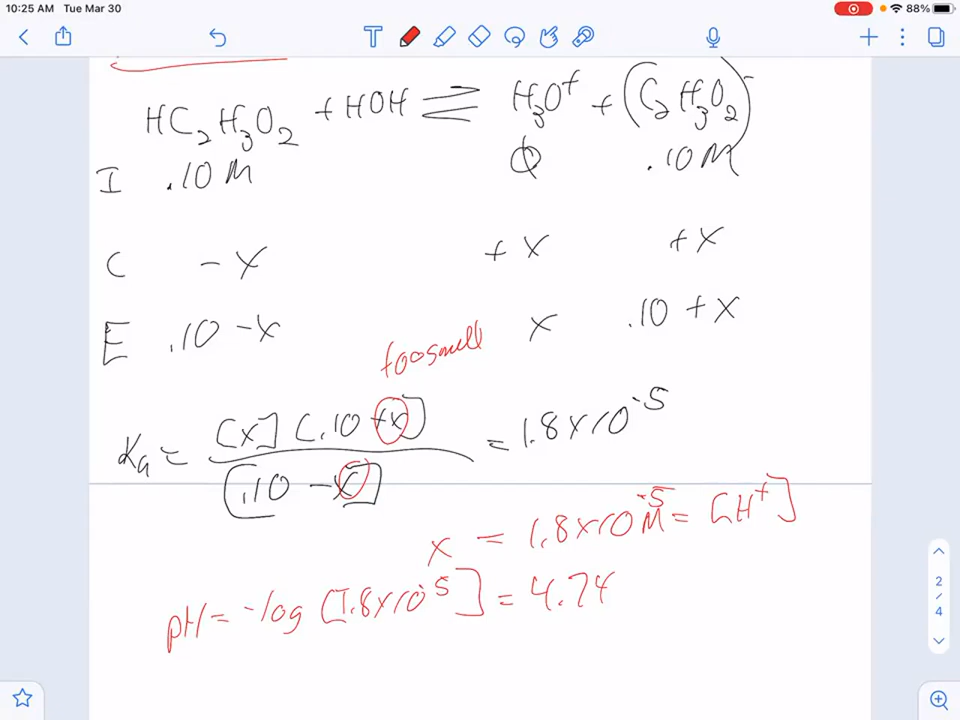 10:25 AM Tue Mar 30 88%
HC2H3O2 + HOH ⇌ H3O+ + (C2H3O2)-
I .10 M Φ .10 M
C - x + x + x
E .10 - x x .10 + x
too small
Ka = [x] [.10 + x] / [.10 - x] = 1.8 x 10-5
x = 1.8 x 10-5 M = [H+]
pH = -log [1.8 x 10-5] = 4.74
2 / 4